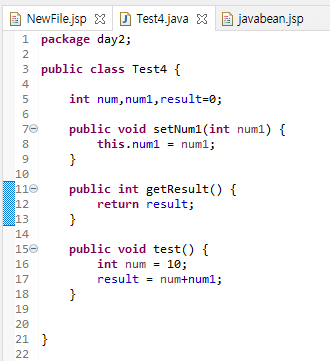 NewFile.jsp Test4.java javabean.jsp
1 package day2;
2
3 public class Test4 {
4
5 int num,num1,result=0;
6
7 public void setNum1(int num1) {
8 this.num1 = num1;
9 }
10
11 public int getResult() {
12 return result;
13 }
14
15 public void test() {
16 int num = 10;
17 result = num+num1;
18 }
19
20
21 }
22